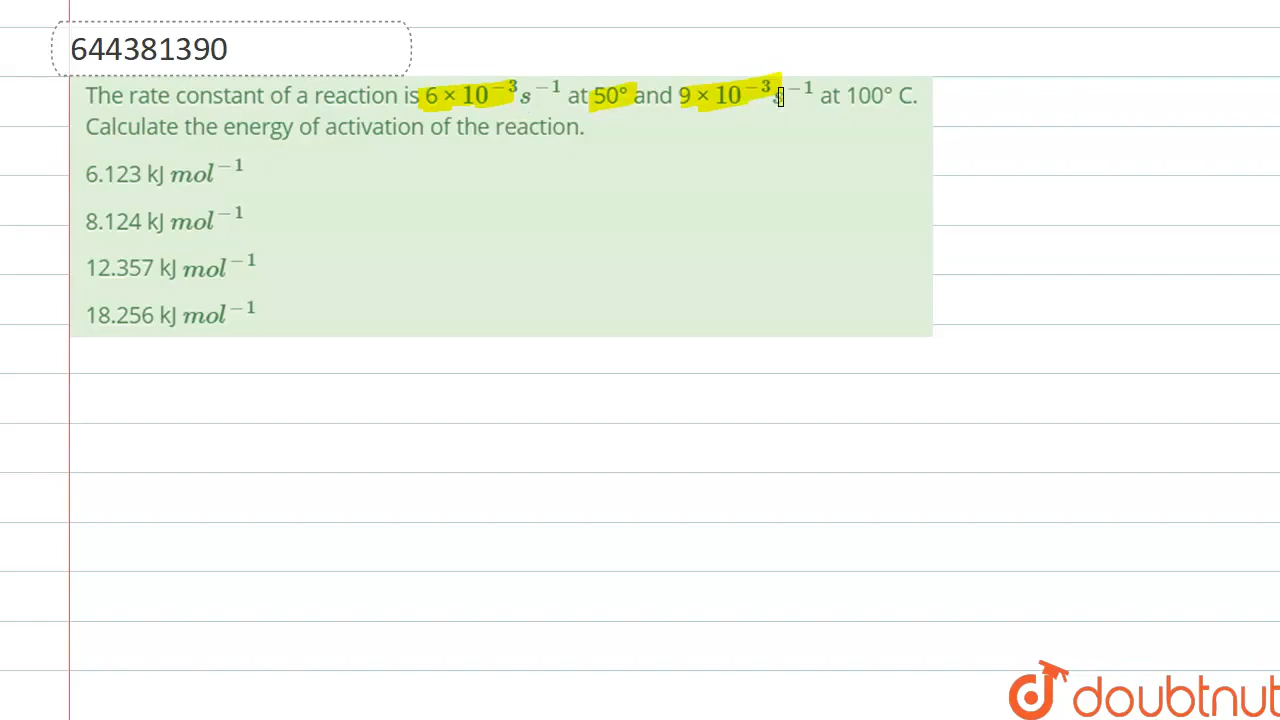 644381390
The rate constant of a reaction is 6 × 10⁻³ s⁻¹ at 50° and 9 × 10⁻³ s⁻¹ at 100° C.
Calculate the energy of activation of the reaction.
6.123 kJ mol⁻¹
8.124 kJ mol⁻¹
12.357 kJ mol⁻¹
18.256 kJ mol⁻¹
doubtnut